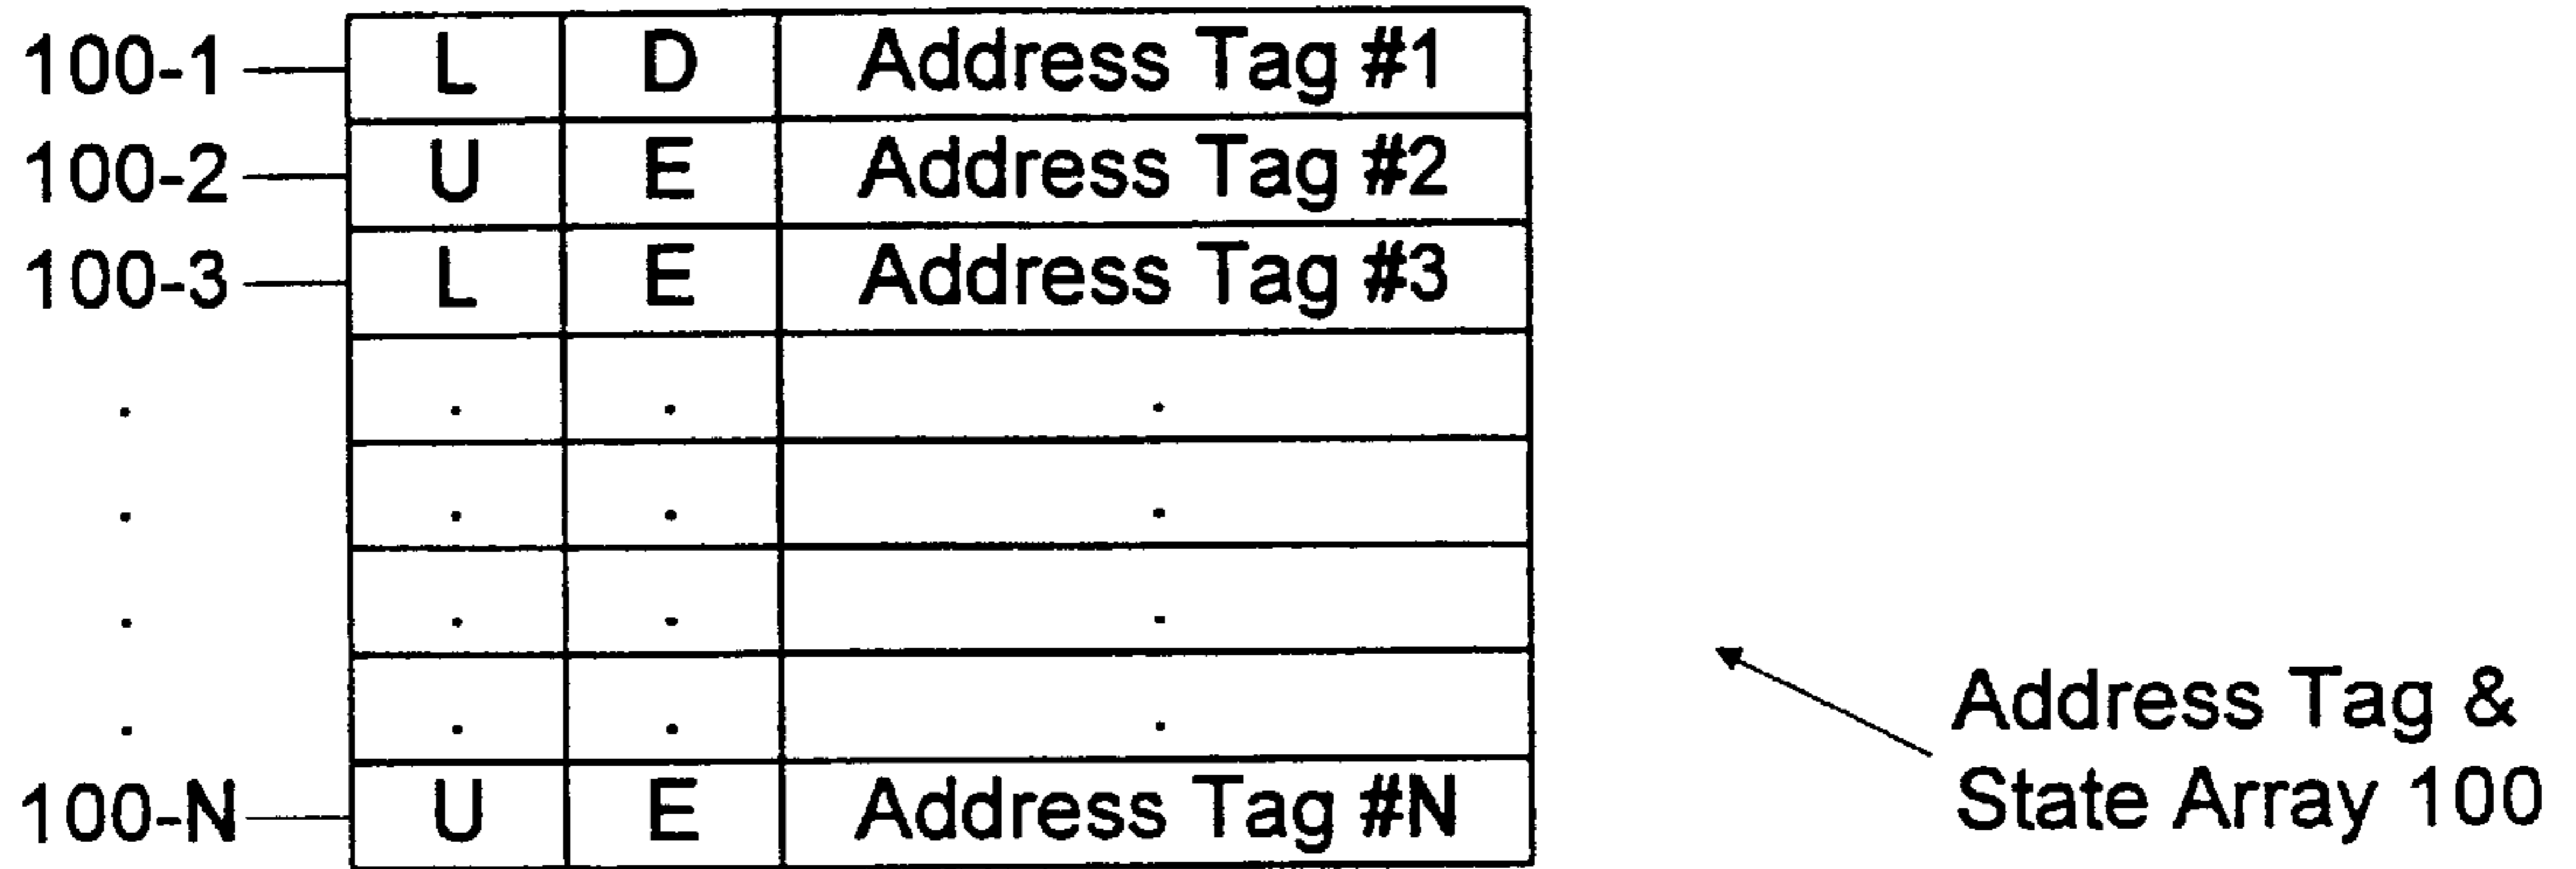 100-1 L D Address Tag #1
100-2 U E Address Tag #2
100-3 L E Address Tag #3
. . . .
. . . .
. . . .
. . . .
100-N U E Address Tag #N
Address Tag &
State Array 100